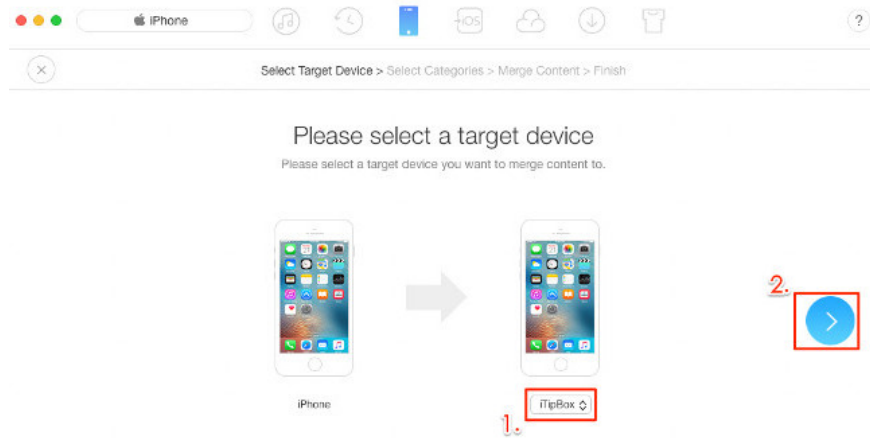 iPhone
iOS
?
Select Target Device > Select Categories > Merge Content > Finish
Please select a target device
Please select a target device you want to merge content to.
2.
iPhone
iTipBox
1.